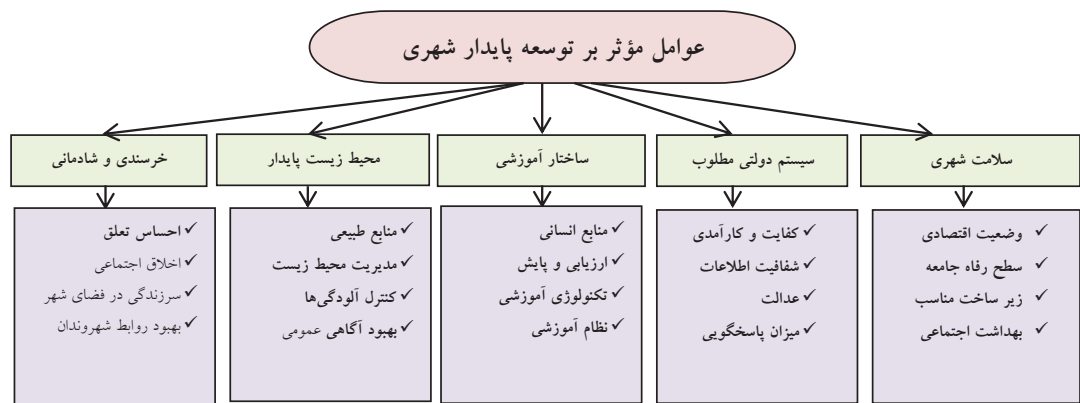 عوامل مؤثر بر توسعه پایدار شهری
سلامت شهری
وضعیت اقتصادی
سطح رفاه جامعه
زیر ساخت مناسب
بهداشت اجتماعی
سیستم دولتی مطلوب
کفایت و کارآمدی
شفافیت اطلاعات
عدالت
میزان پاسخگویی
ساختار آموزشی
منابع انسانی
ارزیابی و پایش
تکنولوژی آموزشی
نظام آموزشی
محیط زیست پایدار
منابع طبیعی
مدیریت محیط زیست
کنترل آلودگی‌ها
بهبود آگاهی عمومی
خرسندی و شادمانی
احساس تعلق
اخلاق اجتماعی
سرزندگی در فضای شهر
بهبود روابط شهروندان